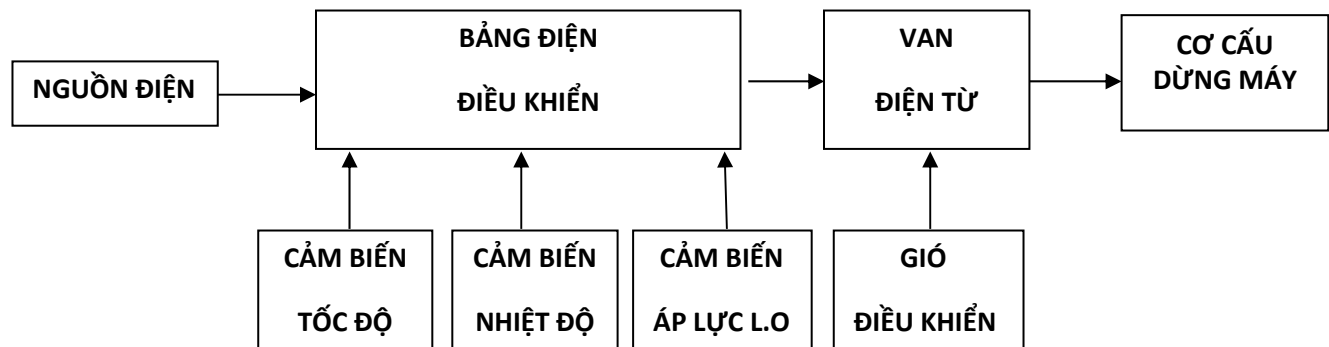 NGUỒN ĐIỆN
BẢNG ĐIỆN
ĐIỀU KHIỂN
VAN
ĐIỆN TỪ
CƠ CẤU
DỪNG MÁY
CẢM BIẾN
TỐC ĐỘ
CẢM BIẾN
NHIỆT ĐỘ
CẢM BIẾN
ÁP LỰC L.O
GIÓ
ĐIỀU KHIỂN